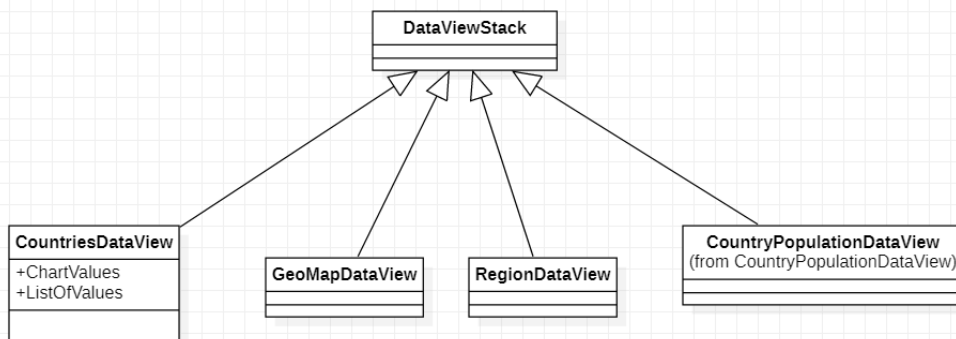 DataViewStack
CountriesDataView
+ChartValues
+ListOfValues
GeoMapDataView
RegionDataView
CountryPopulationDataView
(from CountryPopulationDataView)